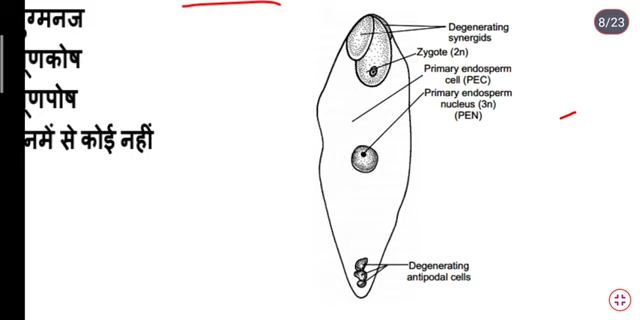 ुग्मनज
ूणकोष
ूणपोष
नमें से कोई नहीं
8/23
Degenerating
synergids
Zygote (2n)
Primary endosperm
cell (PEC)
Primary endosperm
nucleus (3n)
(PEN)
Degenerating
antipodal cells